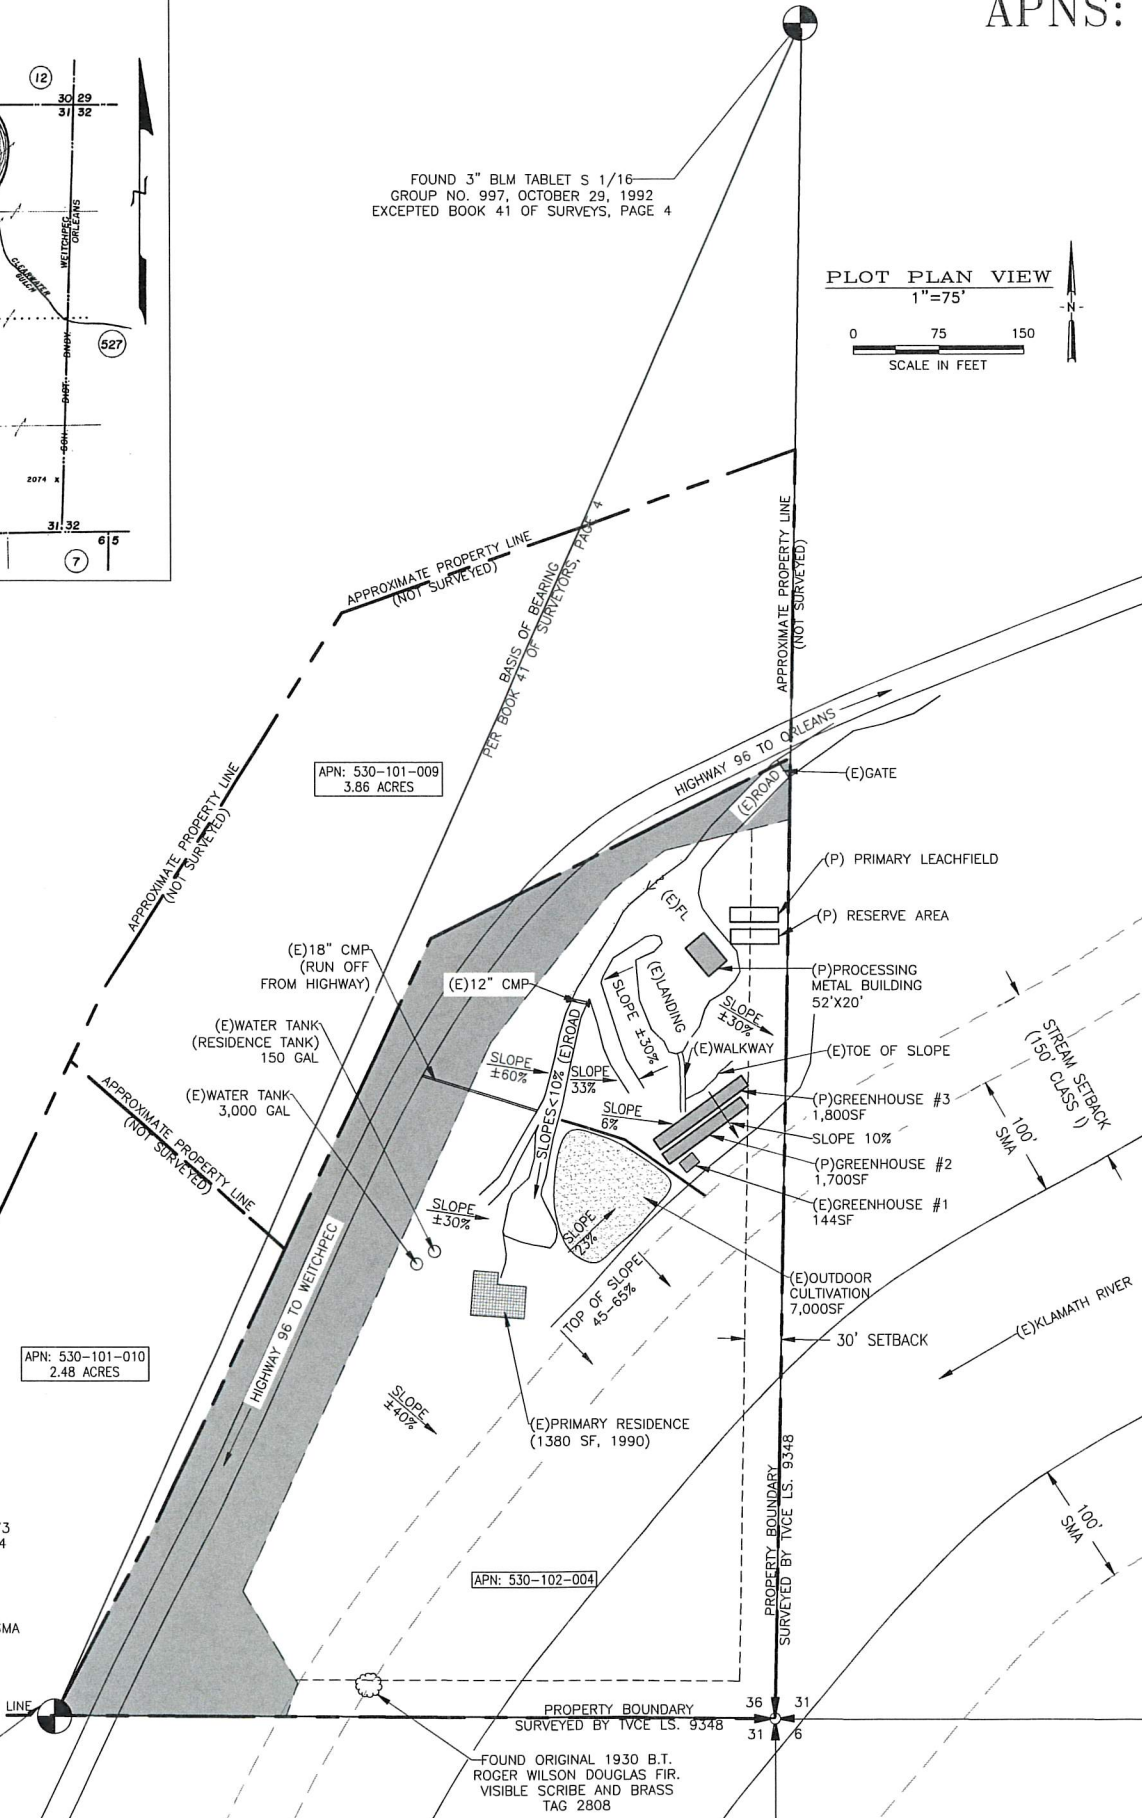 APNS:
12
30 29
31 32
WEITCHPEC
ORLEANS
CLEARWATER
GULCH
BNDY.
527
DIST.
SCH.
2074 X
31 32
6 5
7
FOUND 3" BLM TABLET S 1/16
GROUP NO. 997, OCTOBER 29, 1992
EXCEPTED BOOK 41 OF SURVEYS, PAGE 4
PLOT PLAN VIEW
1"=75'
N
0 75 150
SCALE IN FEET
APPROXIMATE PROPERTY LINE
(NOT SURVEYED)
APPROXIMATE PROPERTY LINE
(NOT SURVEYED)
BASIS OF BEARING
PER BOOK 41 OF SURVEYORS, PAGE 4
HIGHWAY 96 TO ORLEANS
(E)ROAD
(E)GATE
APN: 530-101-009
3.86 ACRES
APPROXIMATE PROPERTY LINE
(NOT SURVEYED)
(P) PRIMARY LEACHFIELD
(E)FL
(P) RESERVE AREA
(E)18" CMP
(RUN OFF
FROM HIGHWAY)
(E)12" CMP
(E)LANDING
SLOPE ±30%
(P)PROCESSING
METAL BUILDING
52'X20'
SLOPE
±30%
(E)WATER TANK
(RESIDENCE TANK)
150 GAL
(E)ROAD
SLOPES<10%
(E)WALKWAY
(E)TOE OF SLOPE
STREAM SETBACK
(150' CLASS I)
SLOPE
±60%
SLOPE
33%
(E)WATER TANK
3,000 GAL
APPROXIMATE PROPERTY LINE
(NOT SURVEYED)
SLOPE
6%
(P)GREENHOUSE #3
1,800SF
SLOPE 10%
100'
SMA
(P)GREENHOUSE #2
1,700SF
(E)GREENHOUSE #1
144SF
SLOPE
±30%
SLOPE
23%
TOP OF SLOPE
45-65%
(E)OUTDOOR
CULTIVATION
7,000SF
HIGHWAY 96 TO WEITCHPEC
30' SETBACK
(E)KLAMATH RIVER
APN: 530-101-010
2.48 ACRES
SLOPE
±40%
(E)PRIMARY RESIDENCE
(1380 SF, 1990)
PROPERTY BOUNDARY
SURVEYED BY TVCE LS. 9348
100'
SMA
3
4
APN: 530-102-004
SMA
LINE
PROPERTY BOUNDARY
SURVEYED BY TVCE LS. 9348
36 31
31 6
FOUND ORIGINAL 1930 B.T.
ROGER WILSON DOUGLAS FIR.
VISIBLE SCRIBE AND BRASS
TAG 2808